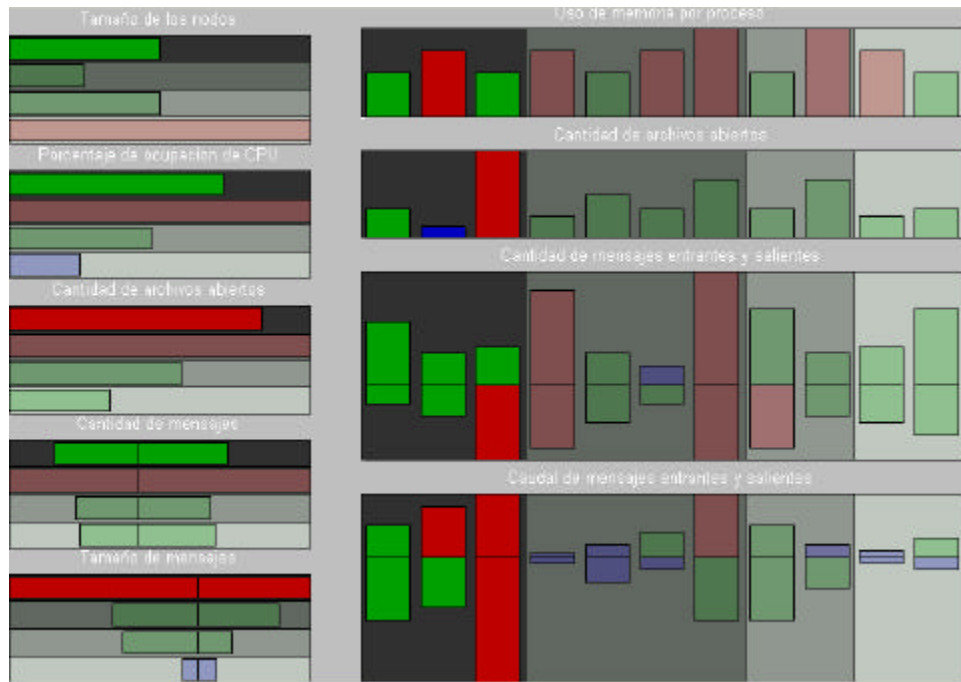 Tamaño de los nodos
Porcentaje de ocupacion de CPU
Cantidad de archivos abiertos
Cantidad de mensajes
Tamaño de mensajes
Uso de memoria por proceso
Cantidad de archivos abiertos
Cantidad de mensajes entrantes y salientes
Caudal de mensajes entrantes y salientes